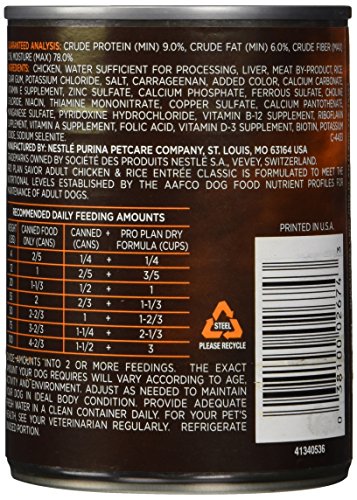 GUARANTEED ANALYSIS: CRUDE PROTEIN (MIN) 9.0%, CRUDE FAT (MIN) 6.0%, CRUDE FIBER (MAX)
MOISTURE (MAX) 78.0%
INGREDIENTS: CHICKEN, WATER SUFFICIENT FOR PROCESSING, LIVER, MEAT BY-PRODUCT, RICE,
GUM, POTASSIUM CHLORIDE, SALT, CARRAGEENAN, ADDED COLOR, CALCIUM CARBONATE,
VITAMIN E SUPPLEMENT, ZINC SULFATE, CALCIUM PHOSPHATE, FERROUS SULFATE, CHOLINE
NIACIN, THIAMINE MONONITRATE, COPPER SULFATE, CALCIUM PANTOTHENATE,
SULFATE, PYRIDOXINE HYDROCHLORIDE, VITAMIN B-12 SUPPLEMENT, RIBOFLAVIN
VITAMIN A SUPPLEMENT, FOLIC ACID, VITAMIN D-3 SUPPLEMENT, BIOTIN, POTASSIUM
SODIUM SELENITE.
MANUFACTURED BY: NESTLÉ PURINA PETCARE COMPANY, ST. LOUIS, MO 63164 USA
TRADEMARKS OWNED BY SOCIÉTÉ DES PRODUITS NESTLÉ S.A., VEVEY, SWITZERLAND.
PLAN SAVOR ADULT CHICKEN & RICE ENTRÉE CLASSIC IS FORMULATED TO MEET THE
LEVELS ESTABLISHED BY THE AAFCO DOG FOOD NUTRIENT PROFILES FOR
MAINTENANCE OF ADULT DOGS.
RECOMMENDED DAILY FEEDING AMOUNTS
CANNED FOOD ONLY (CANS) CANNED (CANS) + PRO PLAN DRY FORMULA (CUPS)
2/5 1/4 + 1/4
1 2/5 + 3/5
1-1/3 1/2 + 1
2 2/3 + 1-1/3
2-2/3 1 + 1-2/3
3-2/3 1-1/4 + 2-1/3
4-2/3 1-1/2 + 3
PRINTED IN U.S.A.
STEEL
PLEASE RECYCLE
38100 02674 3
41340536
INTO 2 OR MORE FEEDINGS. THE EXACT
YOUR DOG REQUIRES WILL VARY ACCORDING TO AGE,
AND ENVIRONMENT. ADJUST AS NEEDED TO MAINTAIN
DOG IN IDEAL BODY CONDITION. PROVIDE ADEQUATE
FRESH WATER IN A CLEAN CONTAINER DAILY. FOR YOUR PET'S
SEE YOUR VETERINARIAN REGULARLY. REFRIGERATE
PORTION.